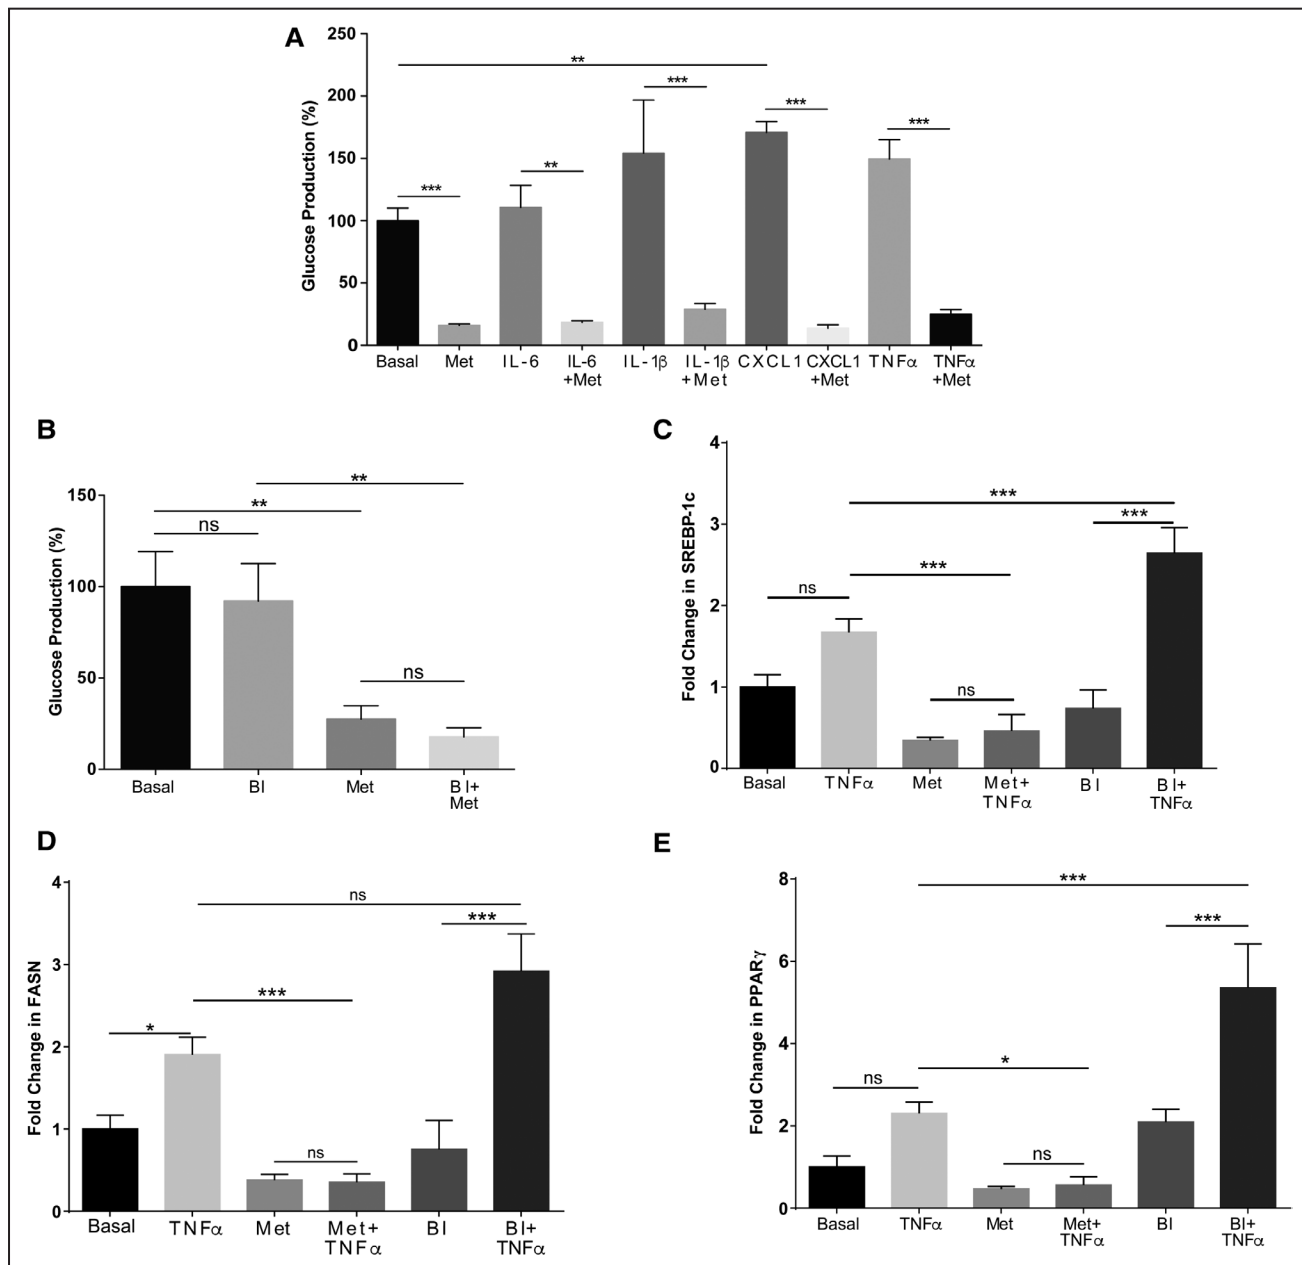 A
Glucose Production (%)
250
200
150
100
50
0
**
***
***
***
**
***
Basal Met IL-6 IL-6 IL-1β IL-1β CXCL1 CXCL1 TNFα TNFα
+Met +Met +Met +Met
B
Glucose Production (%)
150
100
50
0
**
**
ns
ns
Basal BI Met BI+
Met
C
Fold Change in SREBP-1c
4
3
2
1
0
***
***
***
ns
ns
Basal TNFα Met Met+ BI BI+
TNFα TNFα
D
Fold Change in FASN
4
3
2
1
0
ns
***
***
*
ns
Basal TNFα Met Met+ BI BI+
TNFα TNFα
E
Fold Change in PPARγ
8
6
4
2
0
***
***
*
ns
ns
Basal TNFα Met Met+ BI BI+
TNFα TNFα